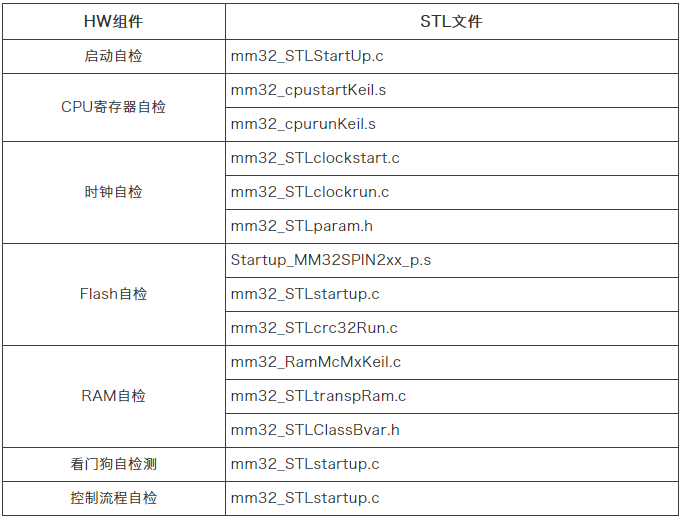 HW组件 STL文件
启动自检 mm32_STLStartUp.c
CPU寄存器自检 mm32_cpustartKeil.s
mm32_cpurunKeil.s
时钟自检 mm32_STLclockstart.c
mm32_STLclockrun.c
mm32_STLparam.h
Flash自检 Startup_MM32SPIN2xx_p.s
mm32_STLstartup.c
mm32_STLcrc32Run.c
RAM自检 mm32_RamMcMxKeil.c
mm32_STLtranspRam.c
mm32_STLClassBvar.h
看门狗自检测 mm32_STLstartup.c
控制流程自检 mm32_STLstartup.c